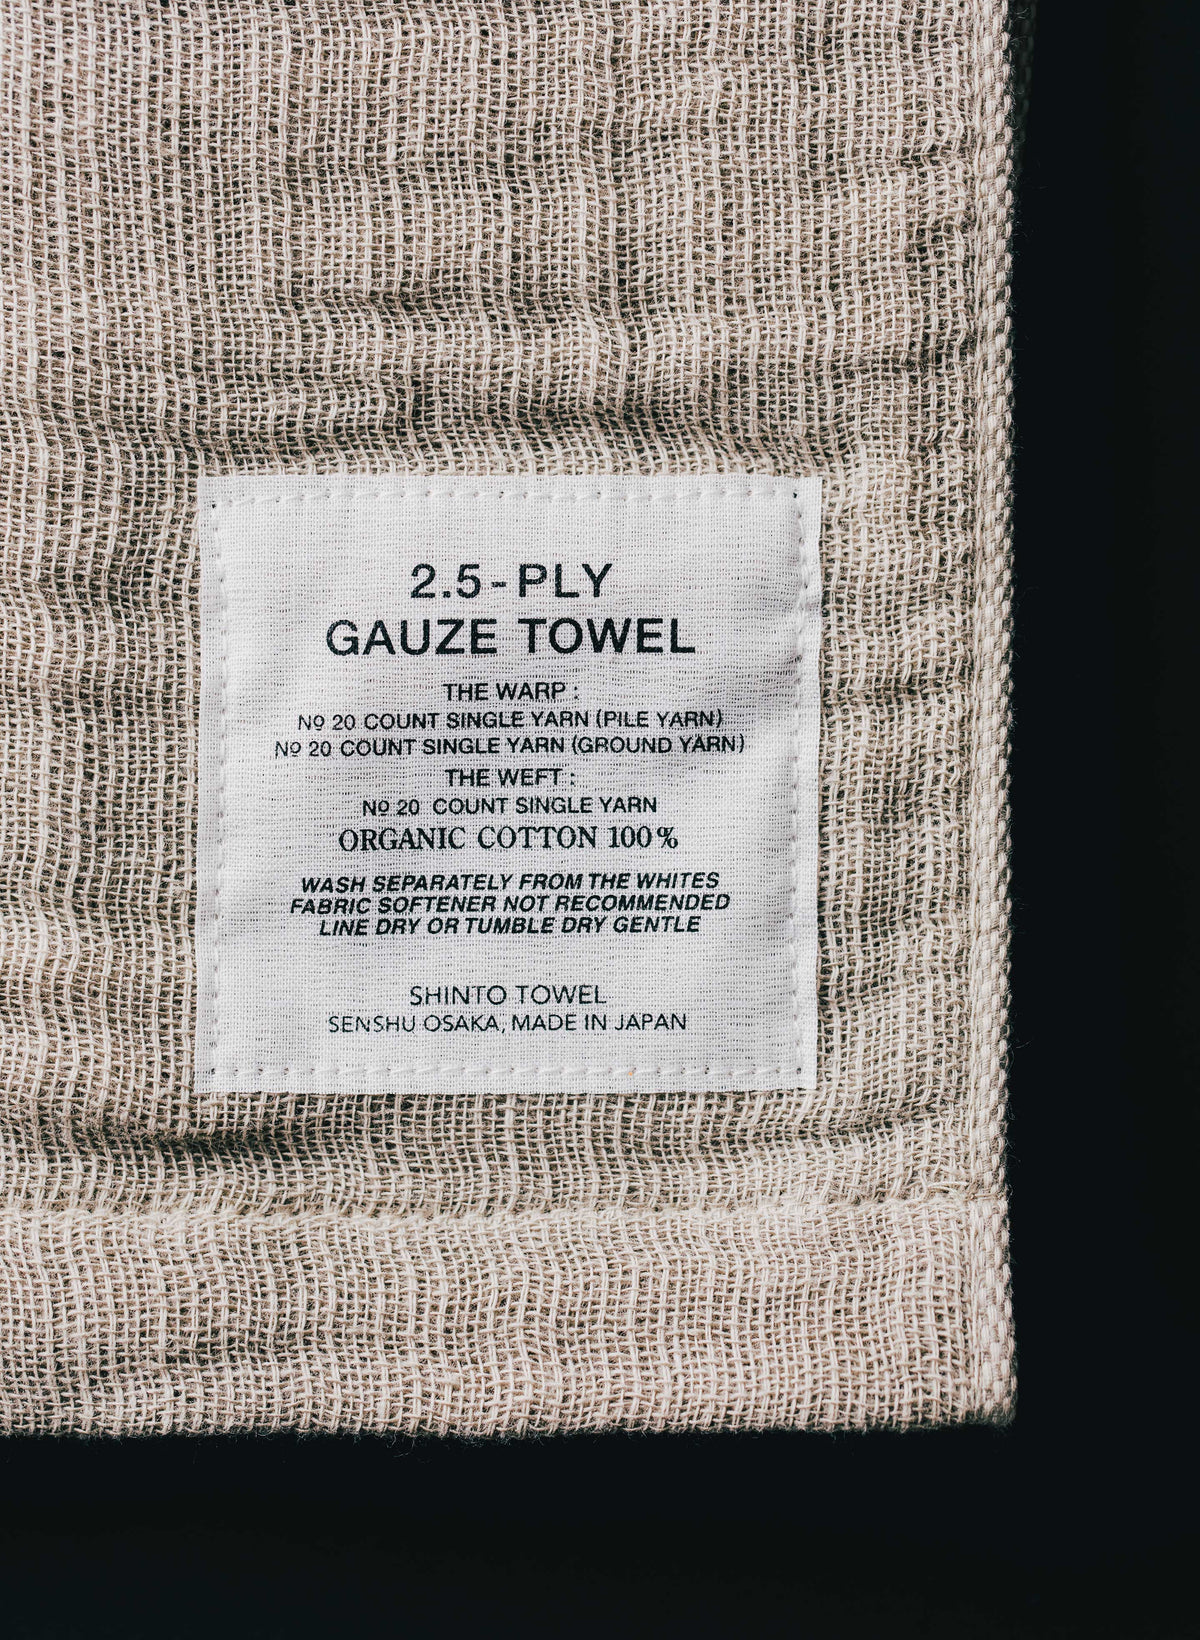 2.5-PLY
GAUZE TOWEL
THE WARP :
Nº 20 COUNT SINGLE YARN (PILE YARN)
Nº 20 COUNT SINGLE YARN (GROUND YARN)
THE WEFT :
Nº 20 COUNT SINGLE YARN
ORGANIC COTTON 100%
WASH SEPARATELY FROM THE WHITES
FABRIC SOFTENER NOT RECOMMENDED
LINE DRY OR TUMBLE DRY GENTLE
SHINTO TOWEL
SENSHU OSAKA, MADE IN JAPAN